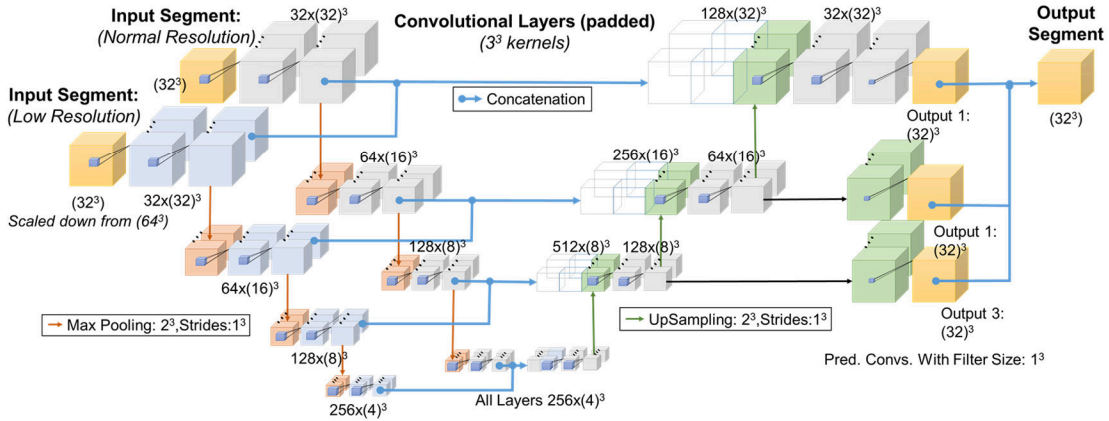 Input Segment:
(Normal Resolution)
32x(32)³
Convolutional Layers (padded)
(3³ kernels)
128x(32)³
32x(32)³
Output
Segment
(32³)
Input Segment:
(Low Resolution)
Concatenation
Output 1:
(32)³
(32³)
64x(16)³
256x(16)³
64x(16)³
(32³)
32x(32)³
Scaled down from (64³)
Output 1:
(32)³
128x(8)³
512x(8)³
128x(8)³
64x(16)³
Max Pooling: 2³,Strides:1³
UpSampling: 2³,Strides:1³
Output 3:
(32)³
128x(8)³
Pred. Convs. With Filter Size: 1³
256x(4)³
All Layers 256x(4)³